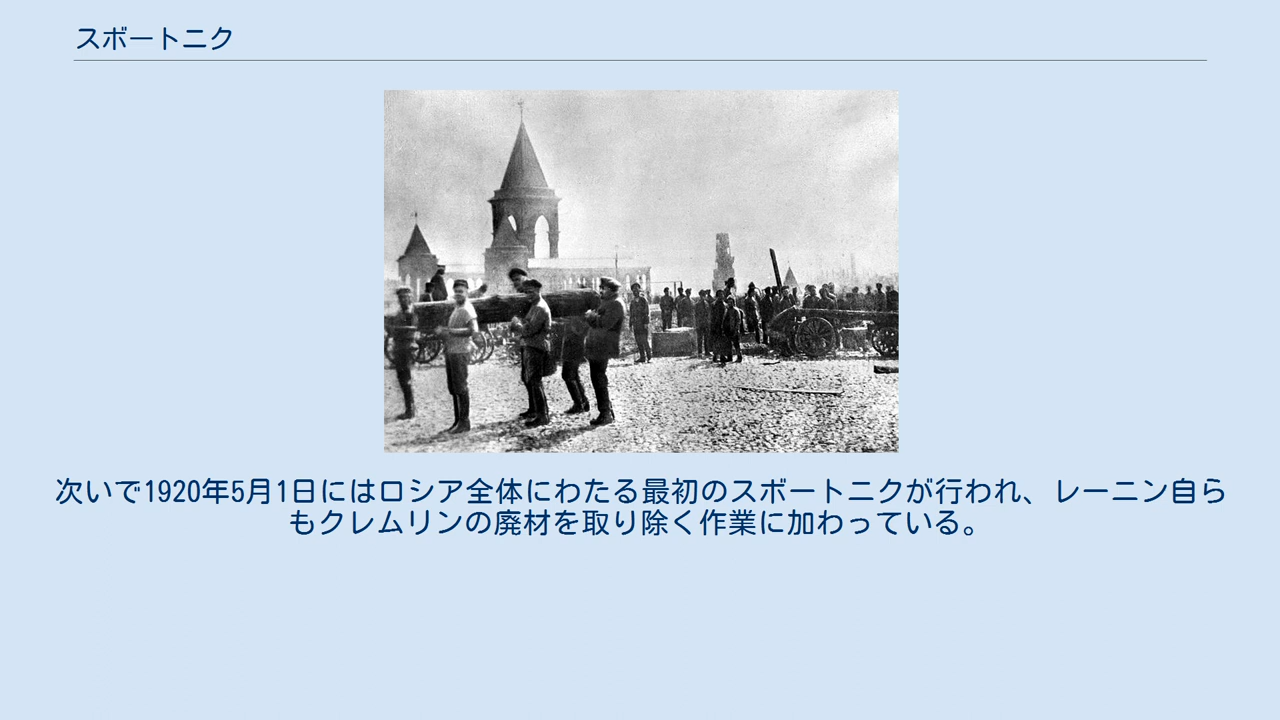 スボートニク
次いで1920年5月1日にはロシア全体にわたる最初のスボートニクが行われ、レーニン自ら
もクレムリンの廃材を取り除く作業に加わっている。